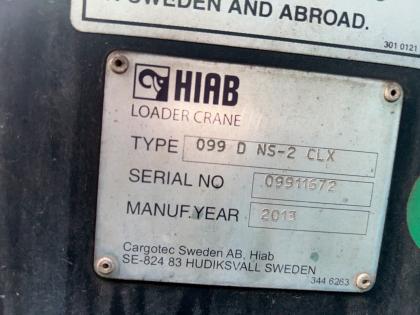 SWEDEN AND ABROAD.
301 0121
HIAB
LOADER CRANE
TYPE 099 D NS-2 CLX
SERIAL NO 09911672
MANUF.YEAR 2013
Cargotec Sweden AB, Hiab
SE-824 83 HUDIKSVALL SWEDEN
344 6263